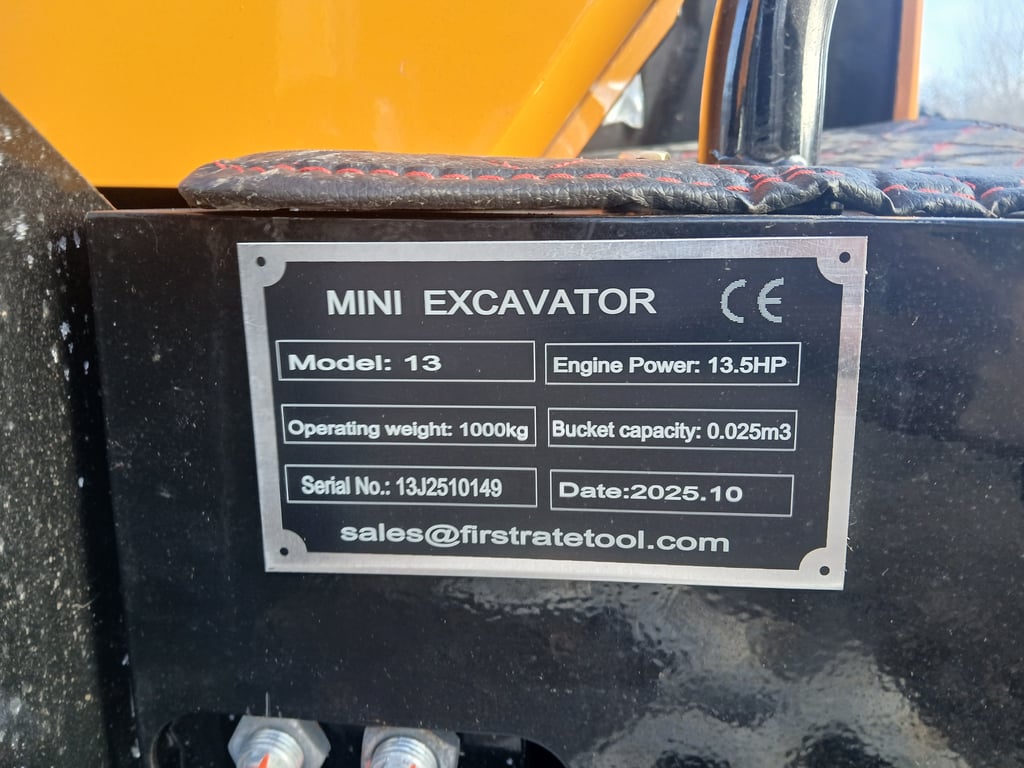 MINI EXCAVATOR CE
Model: 13 Engine Power: 13.5HP
Operating weight: 1000kg Bucket capacity: 0.025m3
Serial No.: 13J2510149 Date:2025.10
sales@firstratetool.com